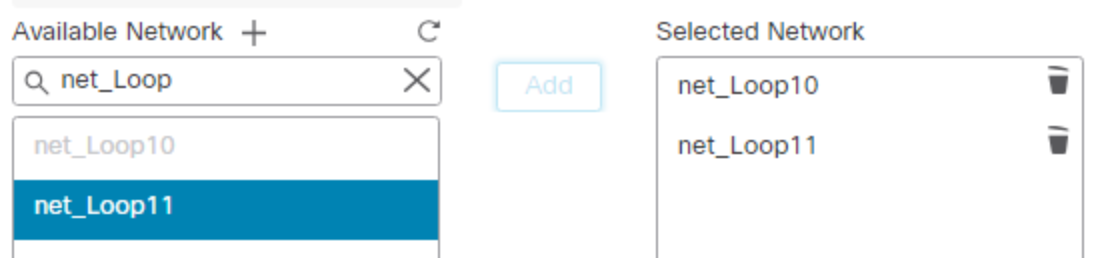 Available Network
net_Loop
net_Loop10
net_Loop11
Add
Selected Network
net_Loop10
net_Loop11